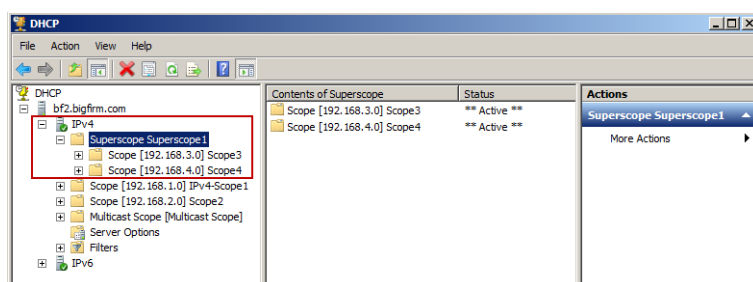 DHCP
File Action View Help
DHCP
bf2.bigfirm.com
IPv4
Superscope Superscope1
Scope [192.168.3.0] Scope3
Scope [192.168.4.0] Scope4
Scope [192.168.1.0] IPv4-Scope1
Scope [192.168.2.0] Scope2
Multicast Scope [Multicast Scope]
Server Options
Filters
IPv6
Contents of Superscope Status
Scope [192.168.3.0] Scope3 ** Active **
Scope [192.168.4.0] Scope4 ** Active **
Actions
Superscope Superscope1
More Actions